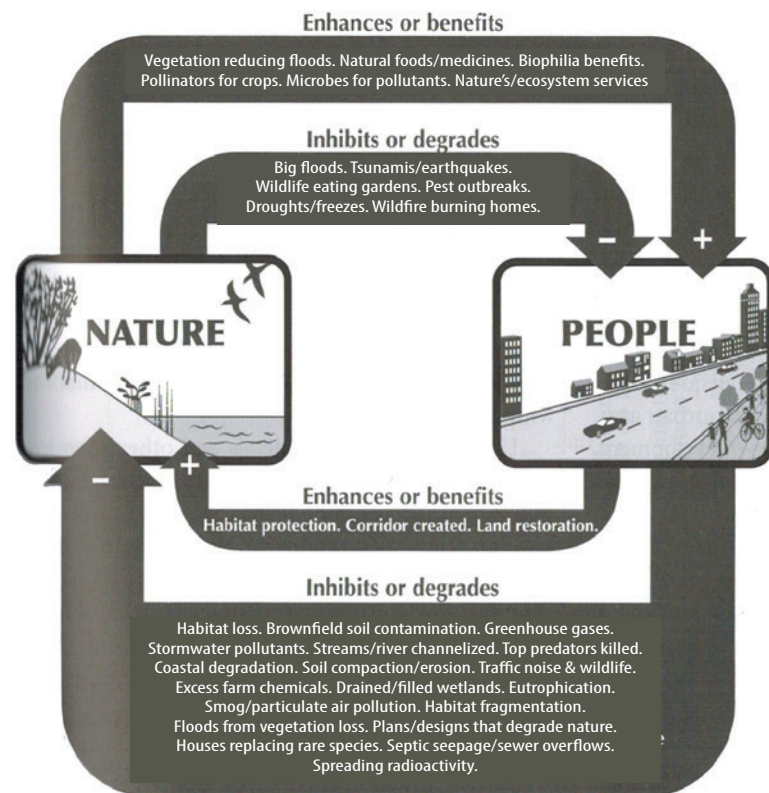 Enhances or benefits
Vegetation reducing floods. Natural foods/medicines. Biophilia benefits.
Pollinators for crops. Microbes for pollutants. Nature's/ecosystem services
Inhibits or degrades
Big floods. Tsunamis/earthquakes.
Wildlife eating gardens. Pest outbreaks.
Droughts/freezes. Wildfire burning homes.
–
+
NATURE
PEOPLE
–
+
Enhances or benefits
Habitat protection. Corridor created. Land restoration.
Inhibits or degrades
Habitat loss. Brownfield soil contamination. Greenhouse gases.
Stormwater pollutants. Streams/river channelized. Top predators killed.
Coastal degradation. Soil compaction/erosion. Traffic noise & wildlife.
Excess farm chemicals. Drained/filled wetlands. Eutrophication.
Smog/particulate air pollution. Habitat fragmentation.
Floods from vegetation loss. Plans/designs that degrade nature.
Houses replacing rare species. Septic seepage/sewer overflows.
Spreading radioactivity.